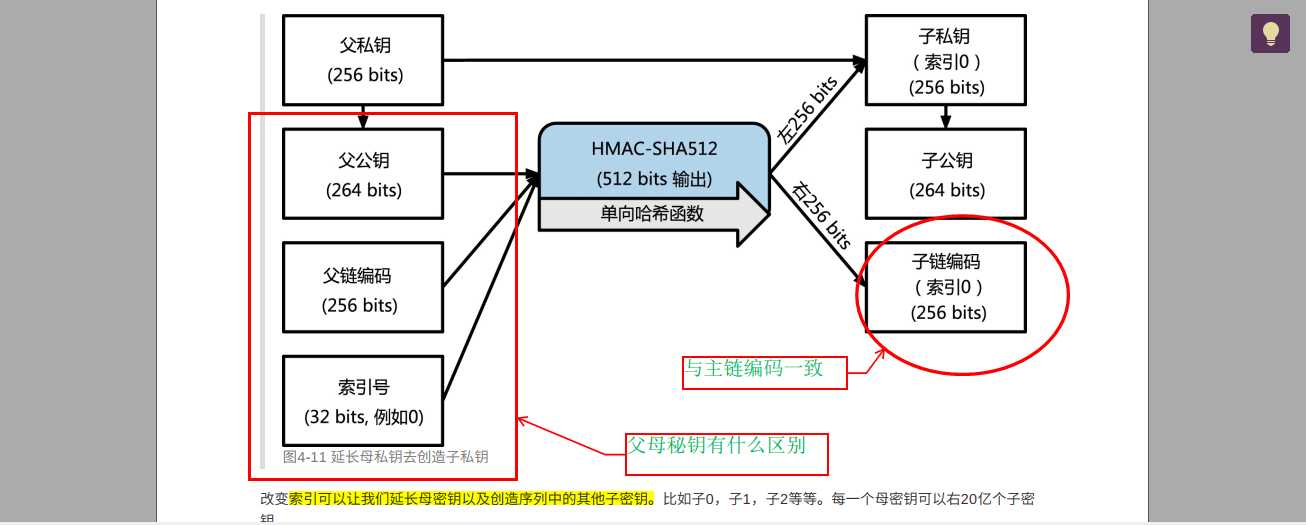 父私钥
(256 bits)
父公钥
(264 bits)
父链编码
(256 bits)
索引号
(32 bits, 例如0)
HMAC-SHA512
(512 bits 输出)
单向哈希函数
左256 bits
右256 bits
子私钥
（ 索引0 ）
(256 bits)
子公钥
(264 bits)
子链编码
（ 索引0 ）
(256 bits)
与主链编码一致
父母秘钥有什么区别
图4-11 延长母私钥去创造子私钥
改变索引可以让我们延长母密钥以及创造序列中的其他子密钥。比如子0，子1，子2等等。每一个母密钥可以右20亿个子密
钥